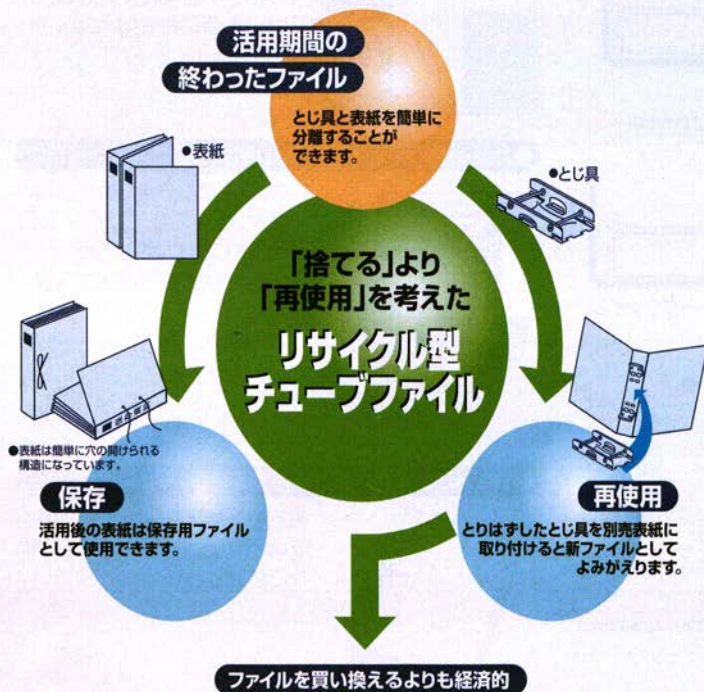 活用期間の
終わったファイル
とじ具と表紙を簡単に
分離することが
できます。
●表紙
●とじ具
「捨てる」より
「再使用」を考えた
リサイクル型
チューブファイル
●表紙は簡単に穴の開けられる
構造になっています。
保存
活用後の表紙は保存用ファイル
として使用できます。
再使用
とりはずしたとじ具を別売表紙に
取り付けると新ファイルとして
よみがえります。
ファイルを買い換えるよりも経済的